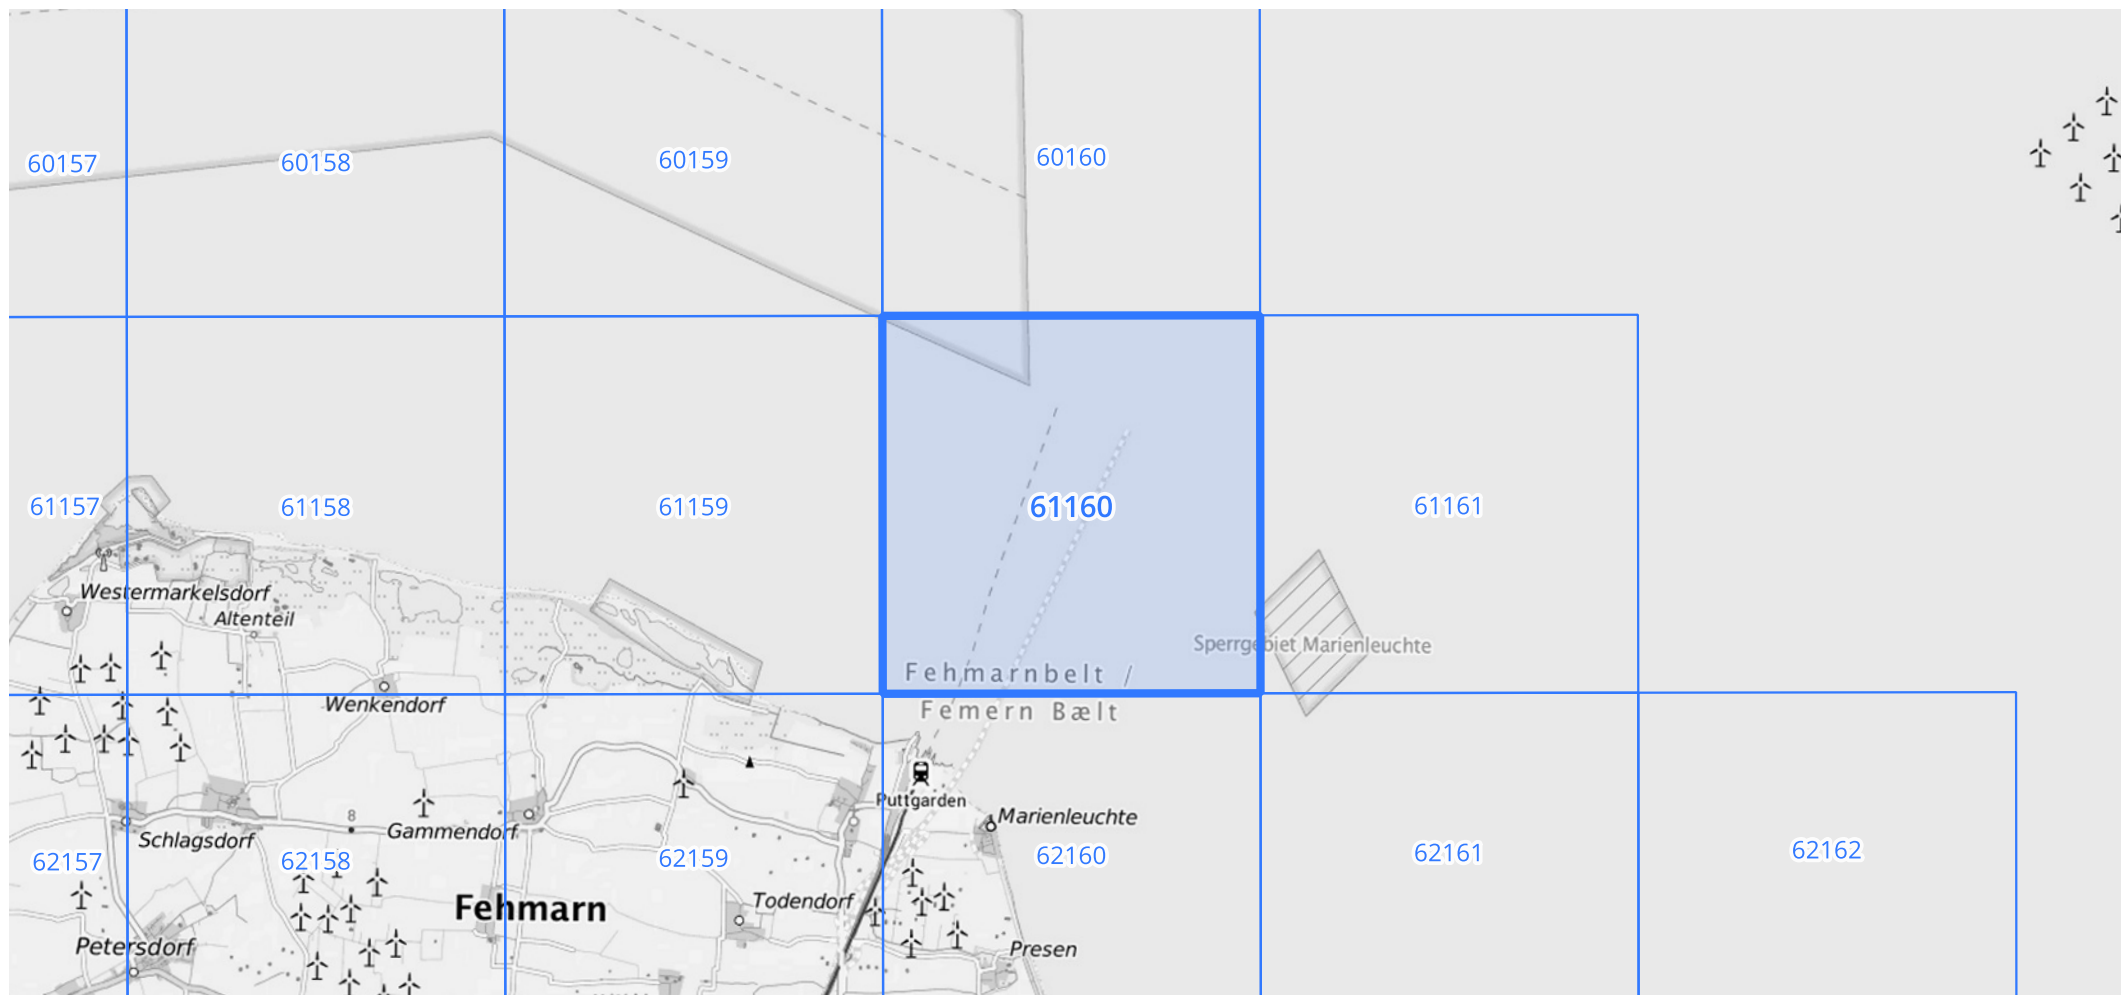 60157
60158
60159
60160
61157
61158
61159
61160
61161
Westermarkelsdorf
Altenteil
Sperrgebiet Marienleuchte
Fehmarnbelt /
Femern Bælt
Wenkendorf
Puttgarden
Marienleuchte
8
Gammendorf
Schlagsdorf
62157
62158
62159
62160
62161
62162
Fehmarn
Todendorf
Petersdorf
Presen